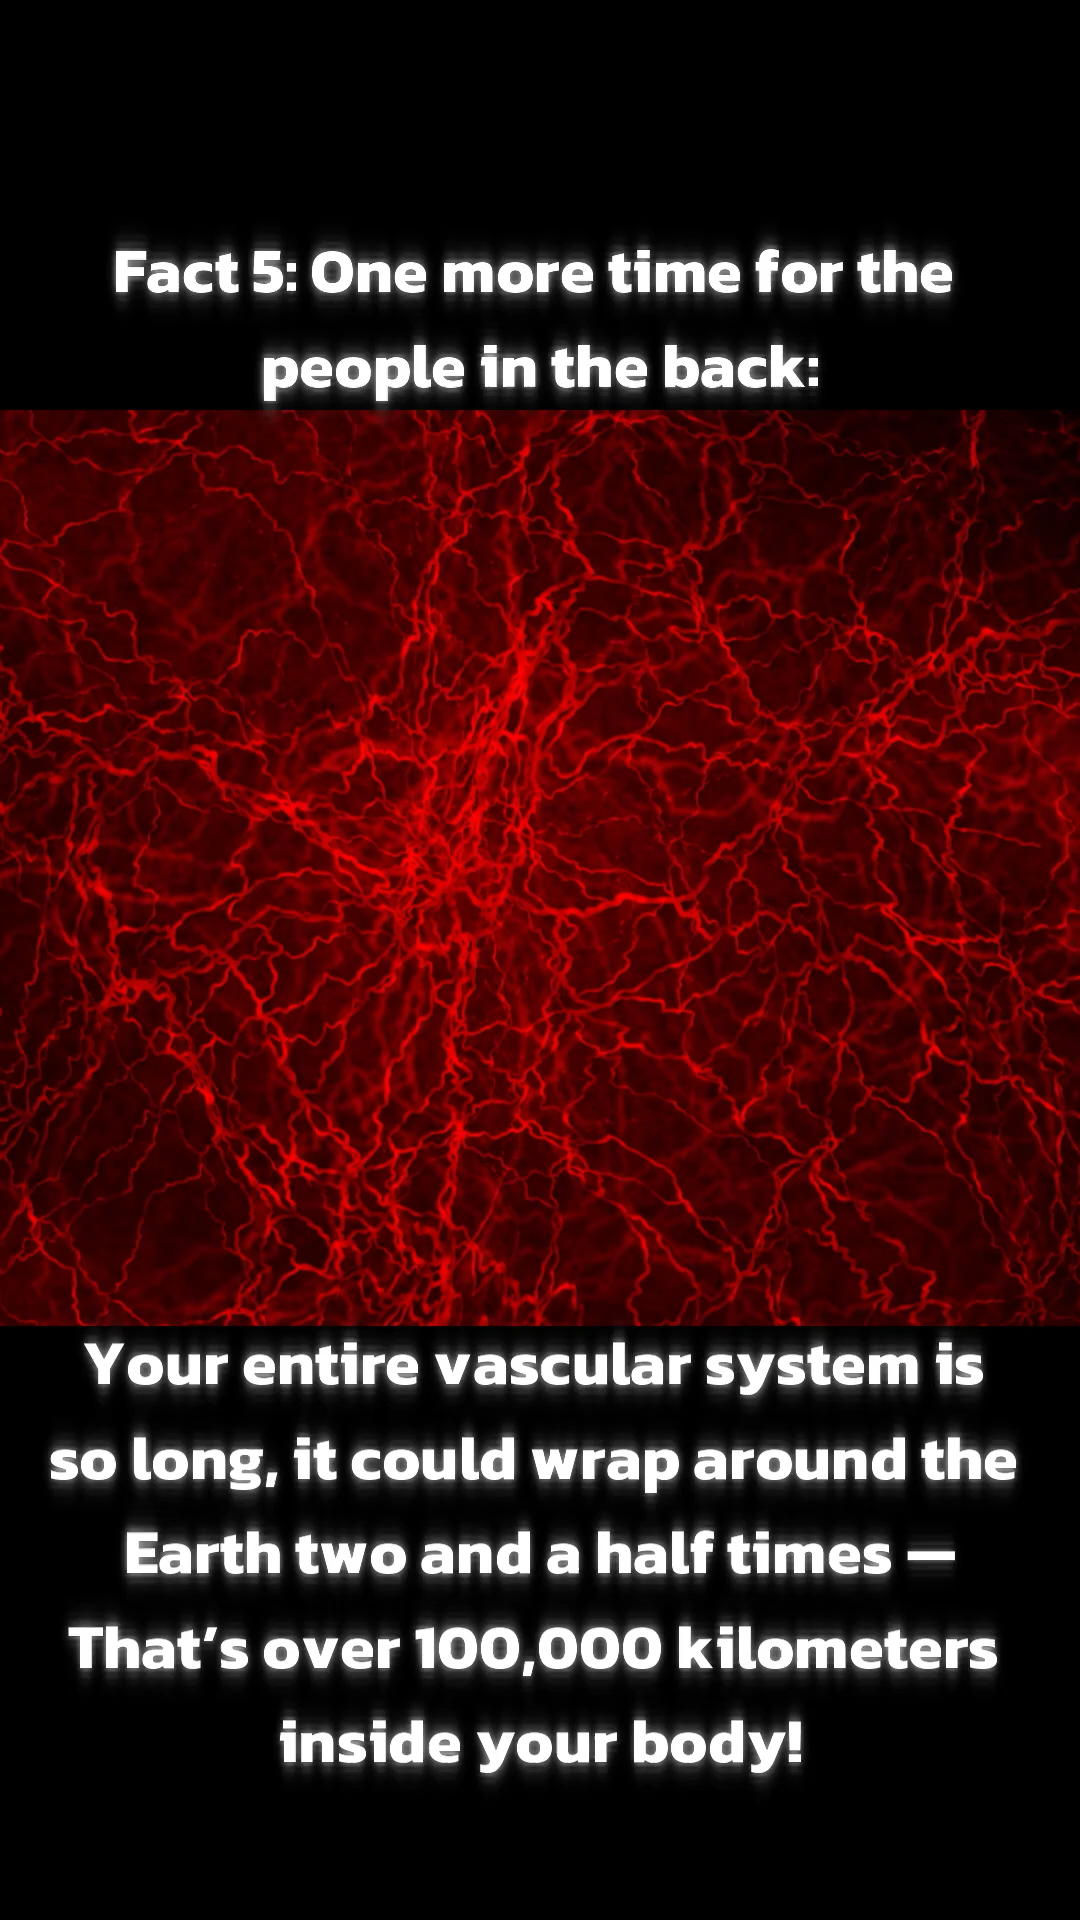 Fact 5: One more time for the
people in the back:
Your entire vascular system is
so long, it could wrap around the
Earth two and a half times —
That’s over 100,000 kilometers
inside your body!